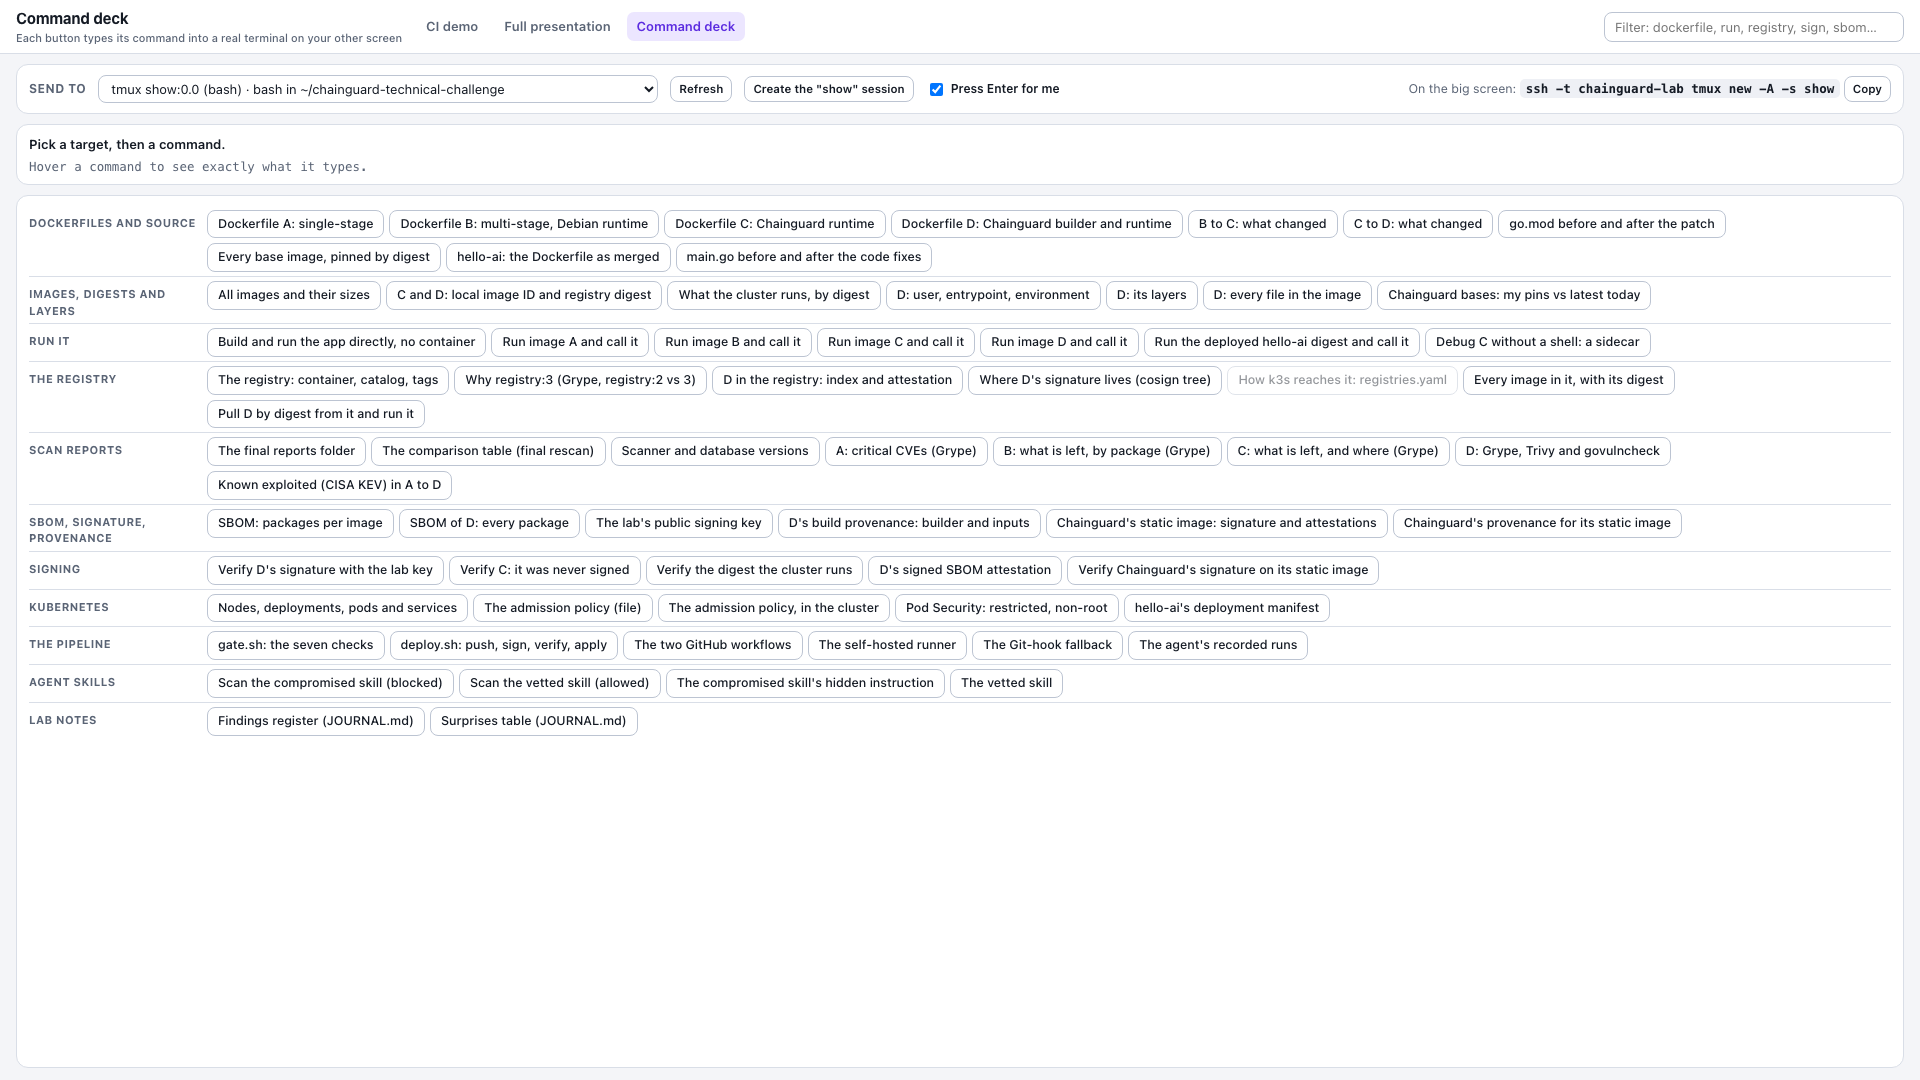 Command deck
Each button types its command into a real terminal on your other screen
CI demo
Full presentation
Command deck
Filter: dockerfile, run, registry, sign, sbom...
SEND TO
tmux show:0.0 (bash) · bash in ~/chainguard-technical-challenge
Refresh
Create the "show" session
Press Enter for me
On the big screen: ssh -t chainguard-lab tmux new -A -s show
Copy
Pick a target, then a command.
Hover a command to see exactly what it types.
DOCKERFILES AND SOURCE
Dockerfile A: single-stage
Dockerfile B: multi-stage, Debian runtime
Dockerfile C: Chainguard runtime
Dockerfile D: Chainguard builder and runtime
B to C: what changed
C to D: what changed
go.mod before and after the patch
Every base image, pinned by digest
hello-ai: the Dockerfile as merged
main.go before and after the code fixes
IMAGES, DIGESTS AND
LAYERS
All images and their sizes
C and D: local image ID and registry digest
What the cluster runs, by digest
D: user, entrypoint, environment
D: its layers
D: every file in the image
Chainguard bases: my pins vs latest today
RUN IT
Build and run the app directly, no container
Run image A and call it
Run image B and call it
Run image C and call it
Run image D and call it
Run the deployed hello-ai digest and call it
Debug C without a shell: a sidecar
THE REGISTRY
The registry: container, catalog, tags
Why registry:3 (Grype, registry:2 vs 3)
D in the registry: index and attestation
Where D's signature lives (cosign tree)
How k3s reaches it: registries.yaml
Every image in it, with its digest
Pull D by digest from it and run it
SCAN REPORTS
The final reports folder
The comparison table (final rescan)
Scanner and database versions
A: critical CVEs (Grype)
B: what is left, by package (Grype)
C: what is left, and where (Grype)
D: Grype, Trivy and govulncheck
Known exploited (CISA KEV) in A to D
SBOM, SIGNATURE,
PROVENANCE
SBOM: packages per image
SBOM of D: every package
The lab's public signing key
D's build provenance: builder and inputs
Chainguard's static image: signature and attestations
Chainguard's provenance for its static image
SIGNING
Verify D's signature with the lab key
Verify C: it was never signed
Verify the digest the cluster runs
D's signed SBOM attestation
Verify Chainguard's signature on its static image
KUBERNETES
Nodes, deployments, pods and services
The admission policy (file)
The admission policy, in the cluster
Pod Security: restricted, non-root
hello-ai's deployment manifest
THE PIPELINE
gate.sh: the seven checks
deploy.sh: push, sign, verify, apply
The two GitHub workflows
The self-hosted runner
The Git-hook fallback
The agent's recorded runs
AGENT SKILLS
Scan the compromised skill (blocked)
Scan the vetted skill (allowed)
The compromised skill's hidden instruction
The vetted skill
LAB NOTES
Findings register (JOURNAL.md)
Surprises table (JOURNAL.md)